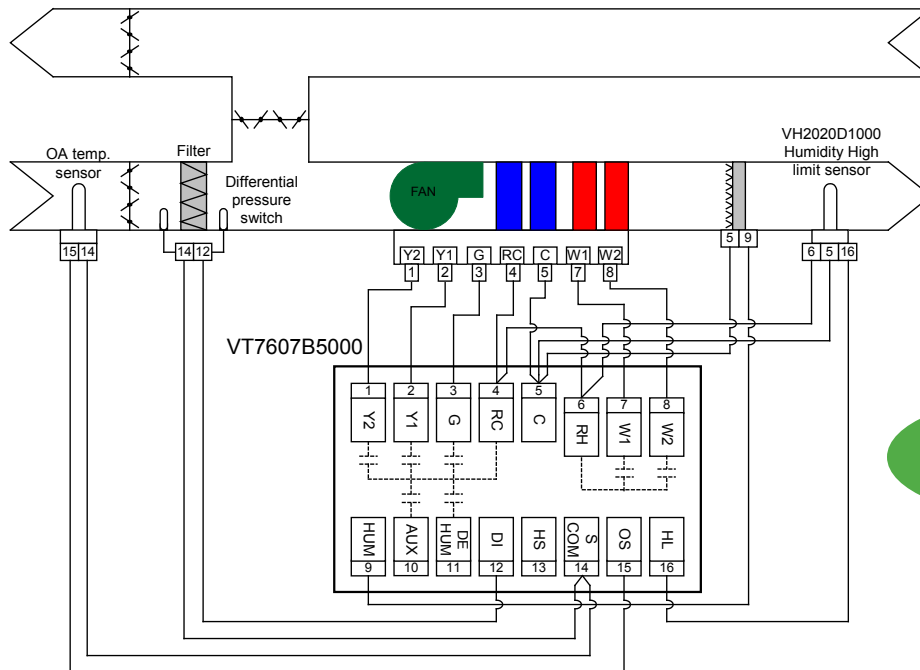 OA temp.
sensor
Filter
Differential
pressure
switch
FAN
VH2020D1000
Humidity High
limit sensor
15 14
14 12
5 9
6 5 16
Y2 Y1 G RC C W1 W2
1 2 3 4 5 7 8
VT7607B5000
1 2 3 4 5 6 7 8
Y2 Y1 G RC C RH W1 W2
HUM AUX DE HUM DI HS S COM OS HL
9 10 11 12 13 14 15 16